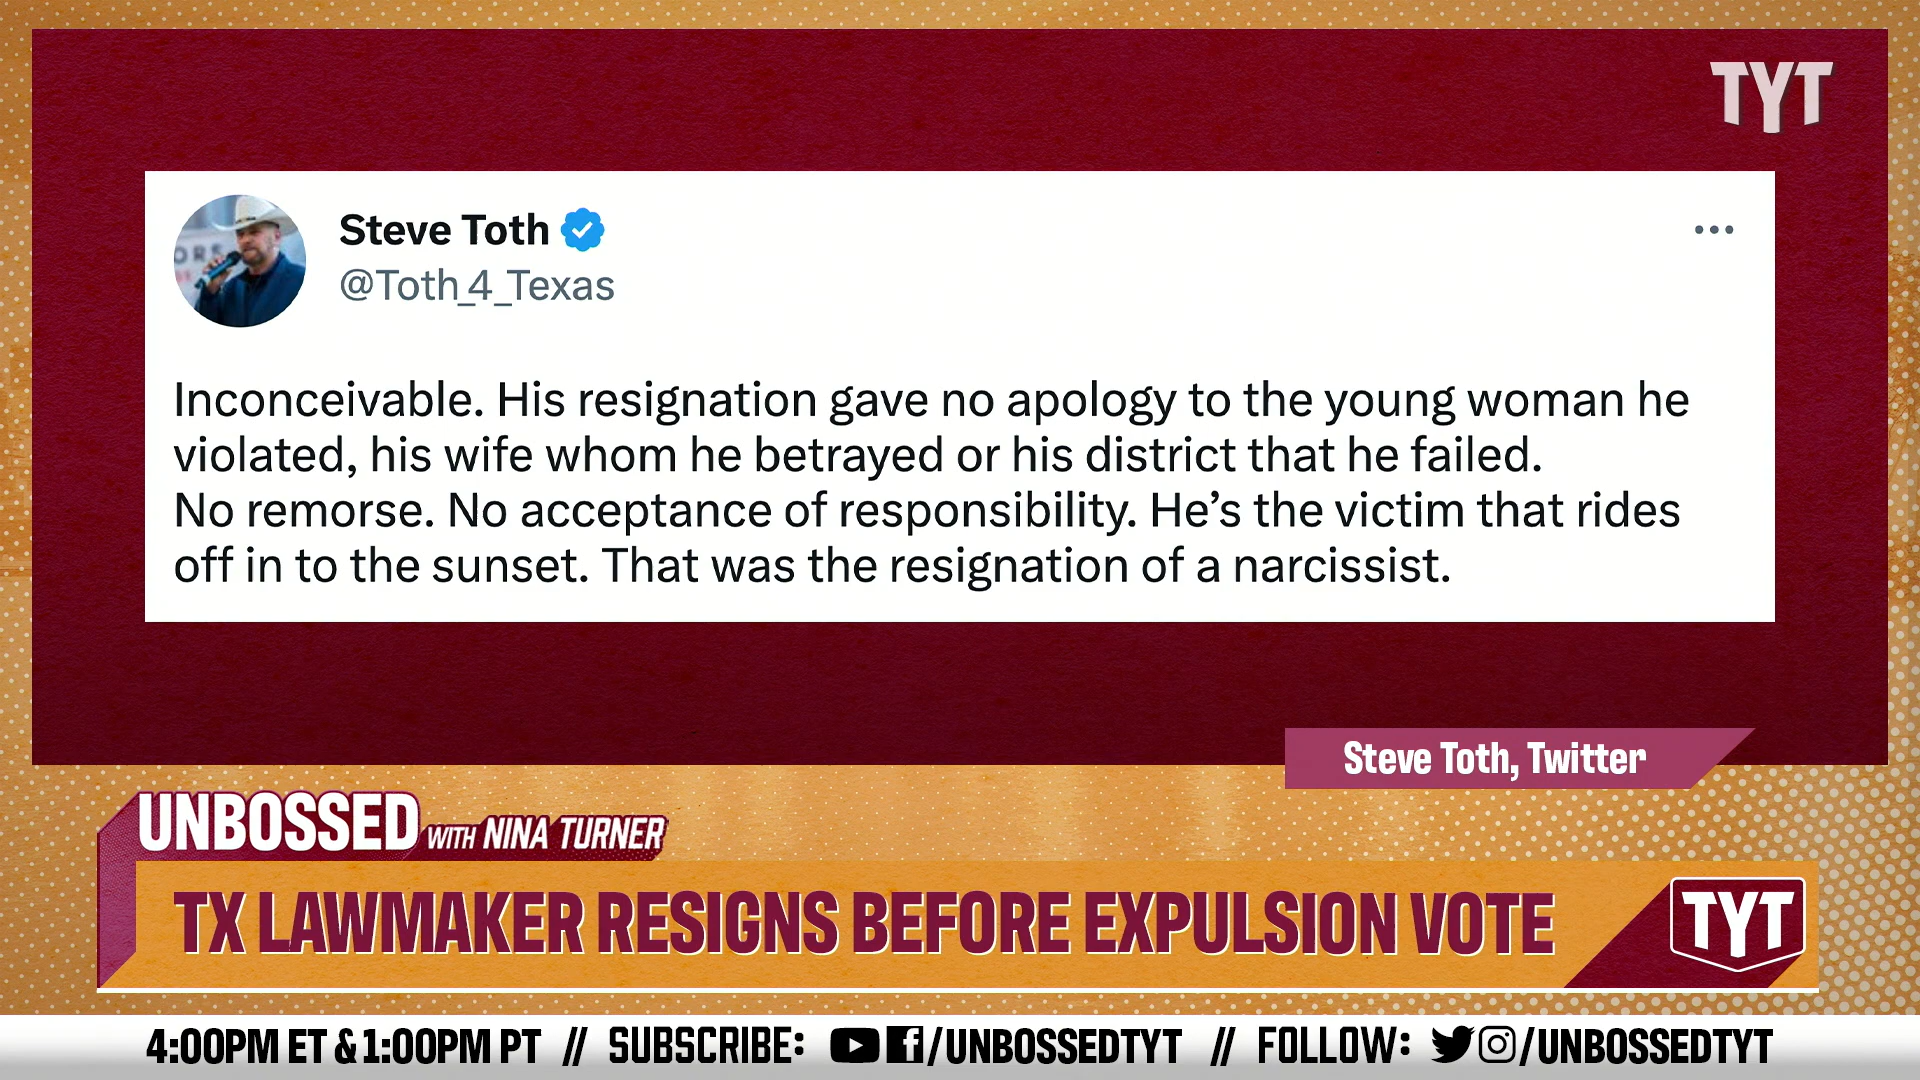 TYT
Steve Toth
@Toth_4_Texas
Inconceivable. His resignation gave no apology to the young woman he
violated, his wife whom he betrayed or his district that he failed.
No remorse. No acceptance of responsibility. He’s the victim that rides
off in to the sunset. That was the resignation of a narcissist.
Steve Toth, Twitter
UNBOSSED WITH NINA TURNER
TX LAWMAKER RESIGNS BEFORE EXPULSION VOTE
TYT
4:00PM ET & 1:00PM PT // SUBSCRIBE: /UNBOSSEDTYT // FOLLOW: /UNBOSSEDTYT